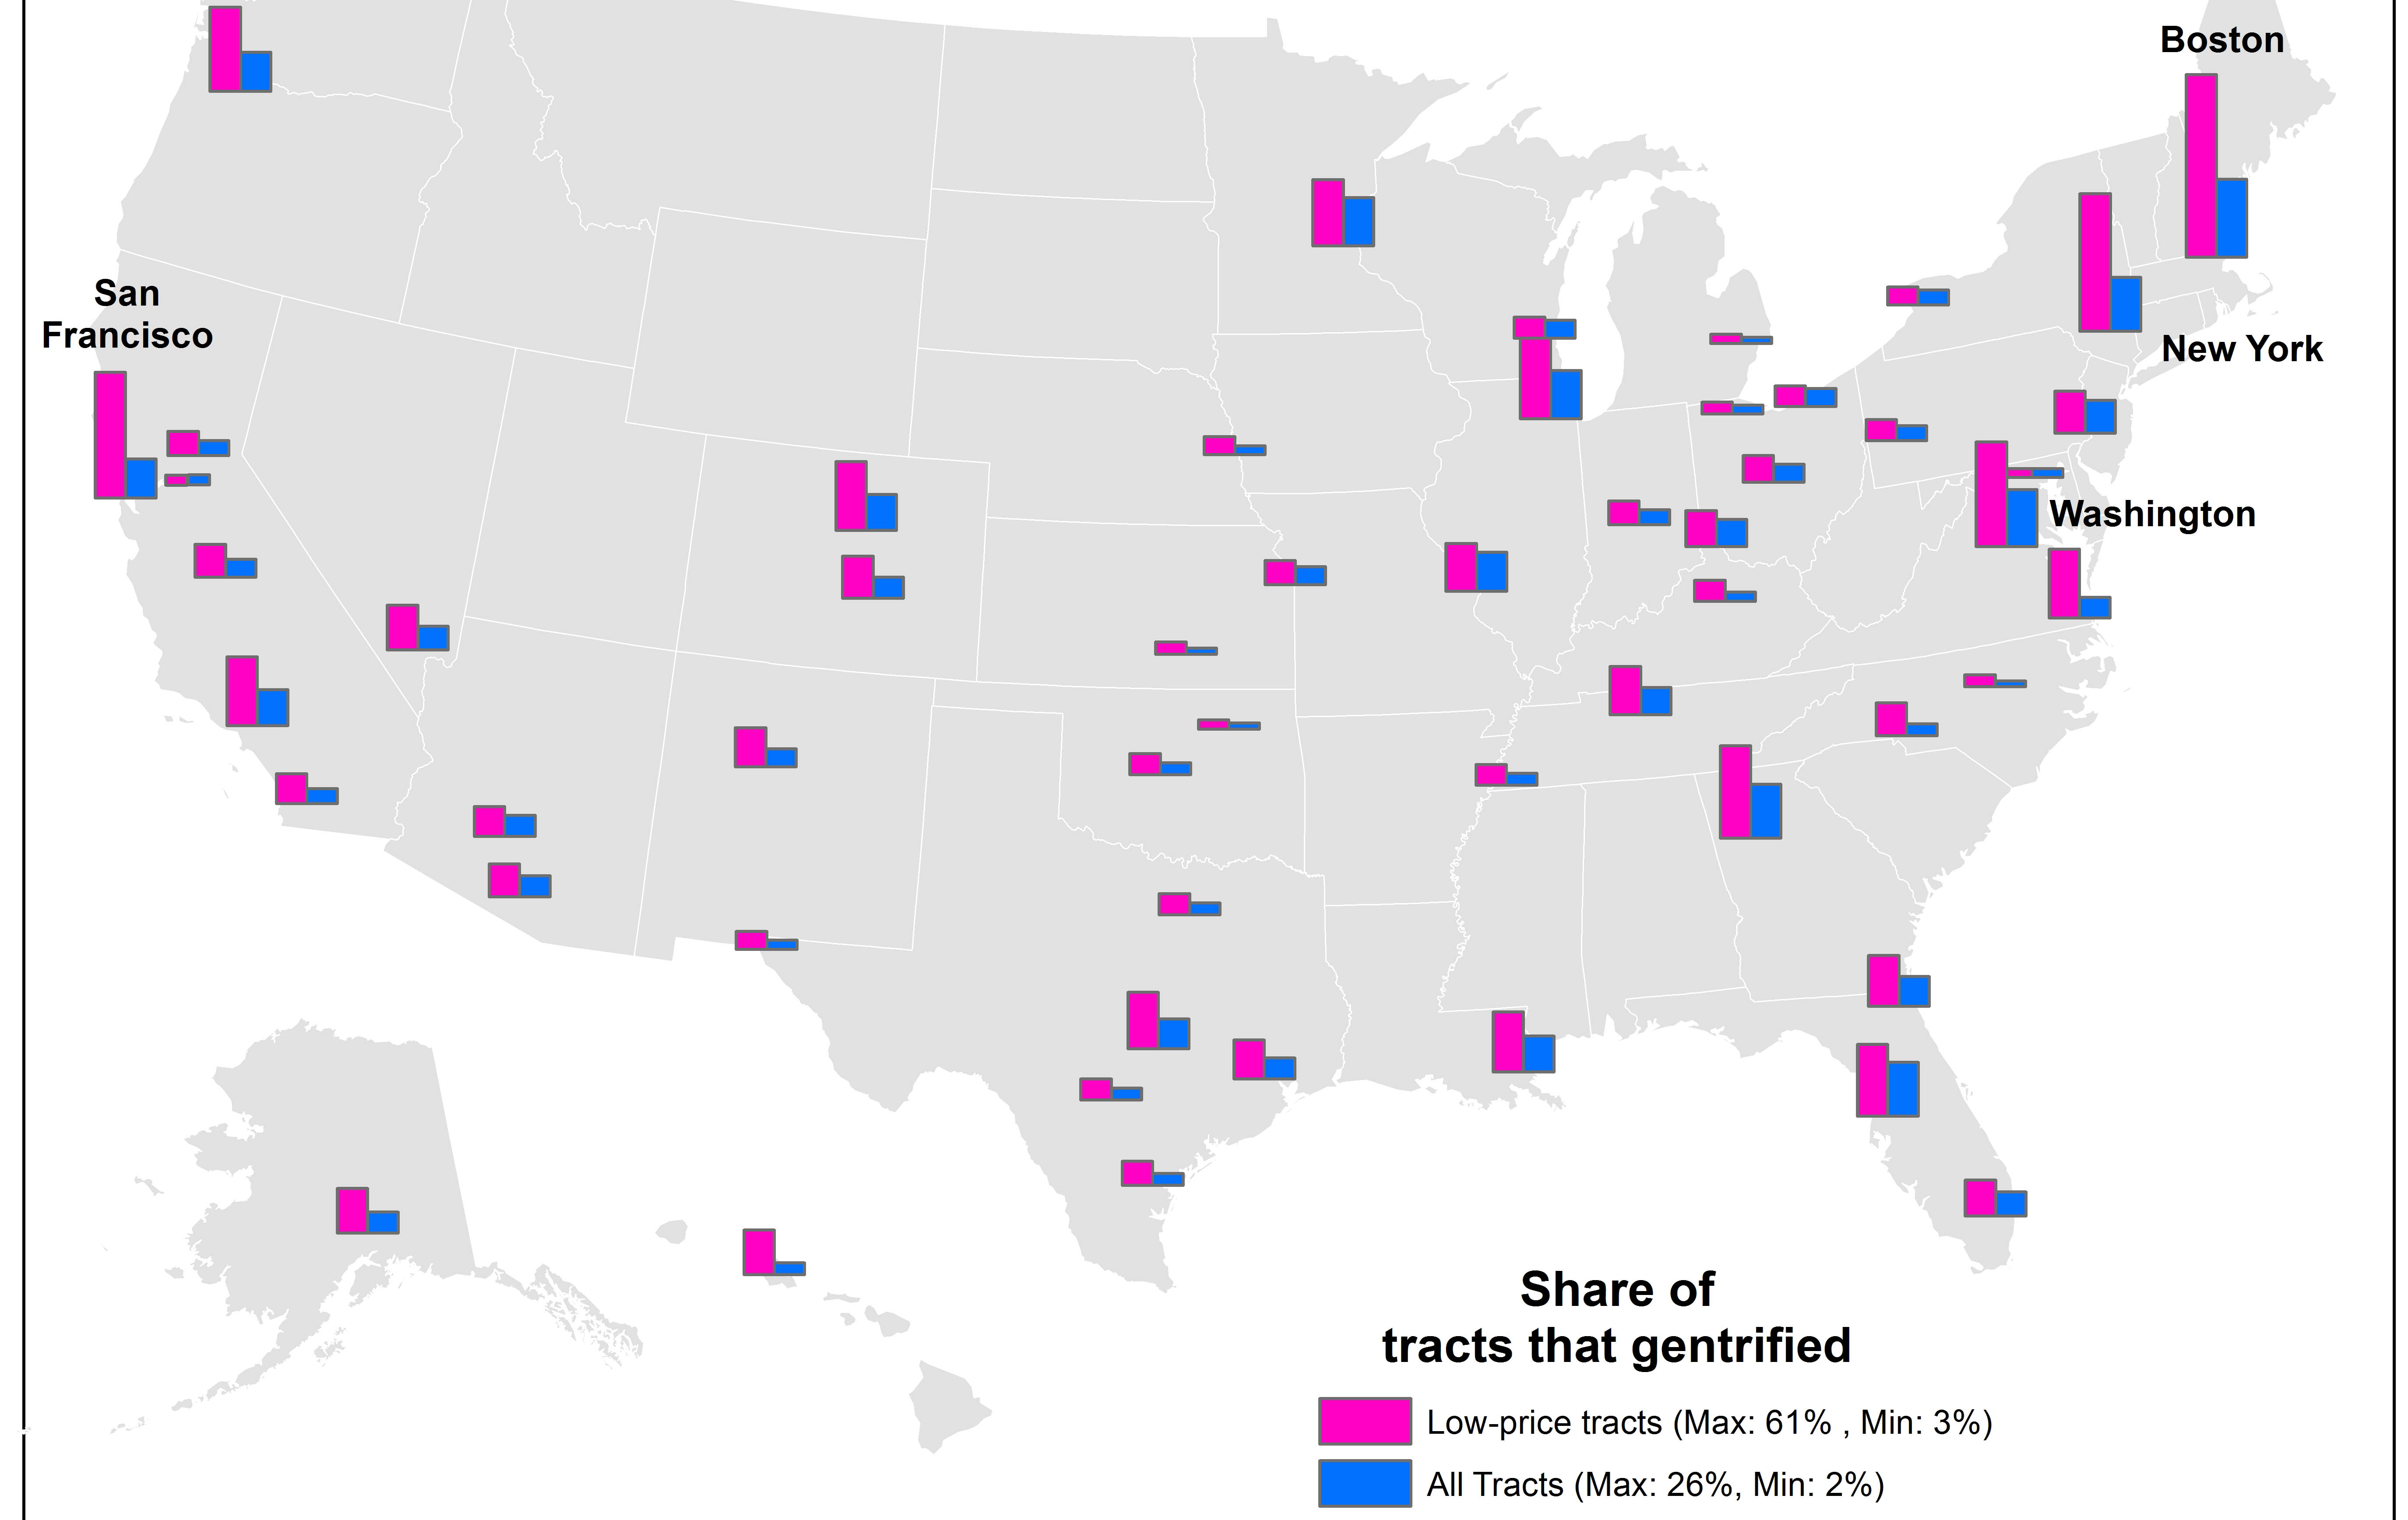 Boston
San
Francisco
New York
Washington
Share of
tracts that gentrified
Low-price tracts (Max: 61% , Min: 3%)
All Tracts (Max: 26%, Min: 2%)